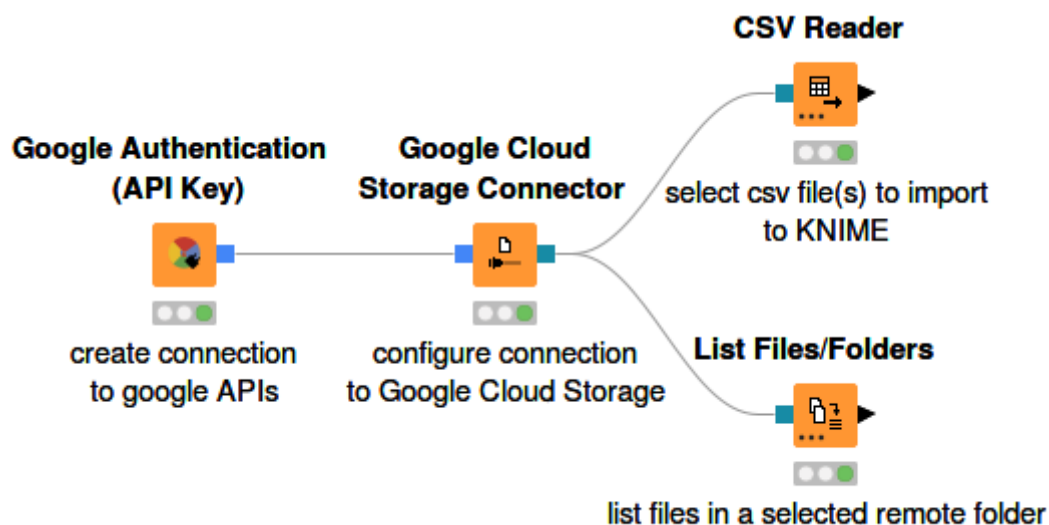 CSV Reader
select csv file(s) to import
to KNIME
Google Authentication
(API Key)
create connection
to google APIs
Google Cloud
Storage Connector
configure connection
to Google Cloud Storage
List Files/Folders
list files in a selected remote folder